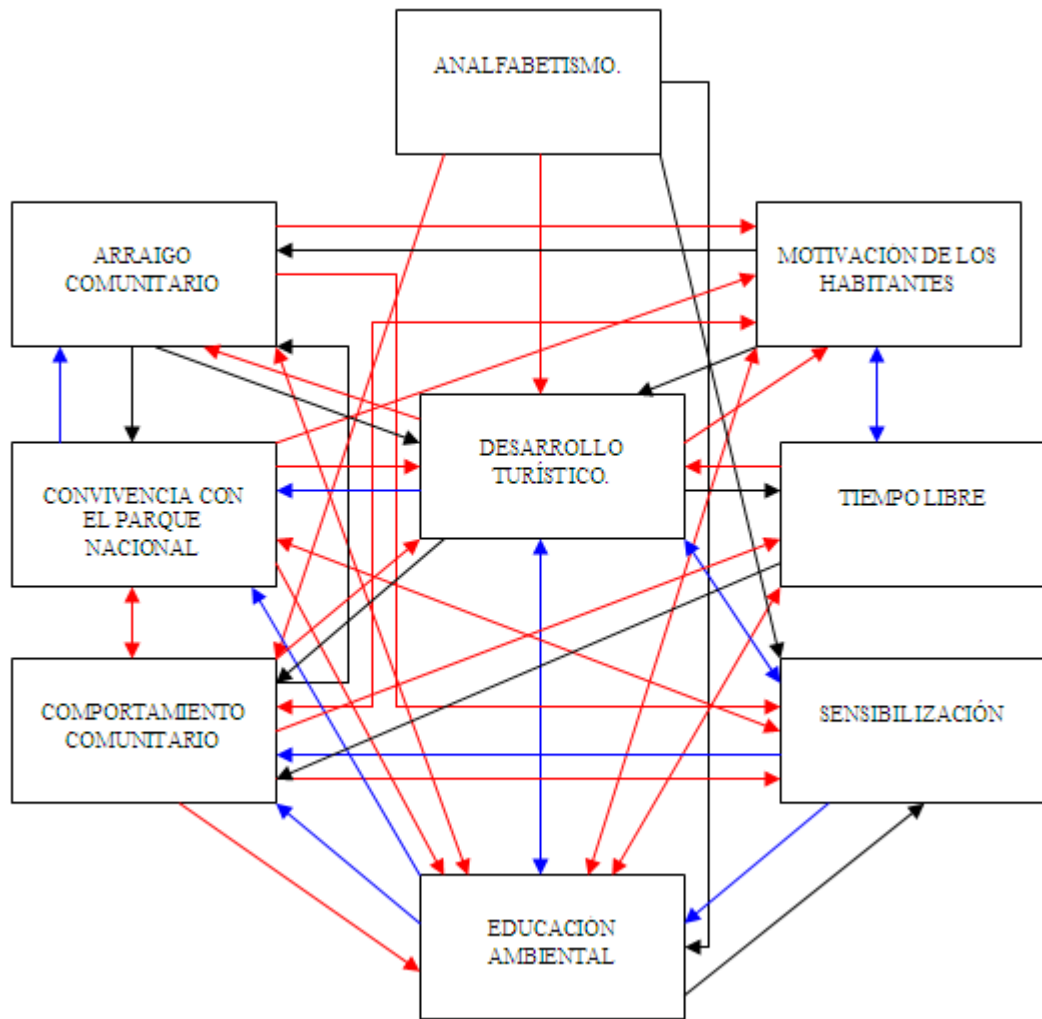 ANALFABETISMO.
ARRAIGO
COMUNITARIO
MOTIVACIÓN DE LOS
HABITANTES
DESARROLLO
TURÍSTICO.
CONVIVENCIA CON
EL PARQUE
NACIONAL
TIEMPO LIBRE
COMPORTAMIENTO
COMUNITARIO
SENSIBILIZACIÓN
EDUCACIÓN
AMBIENTAL